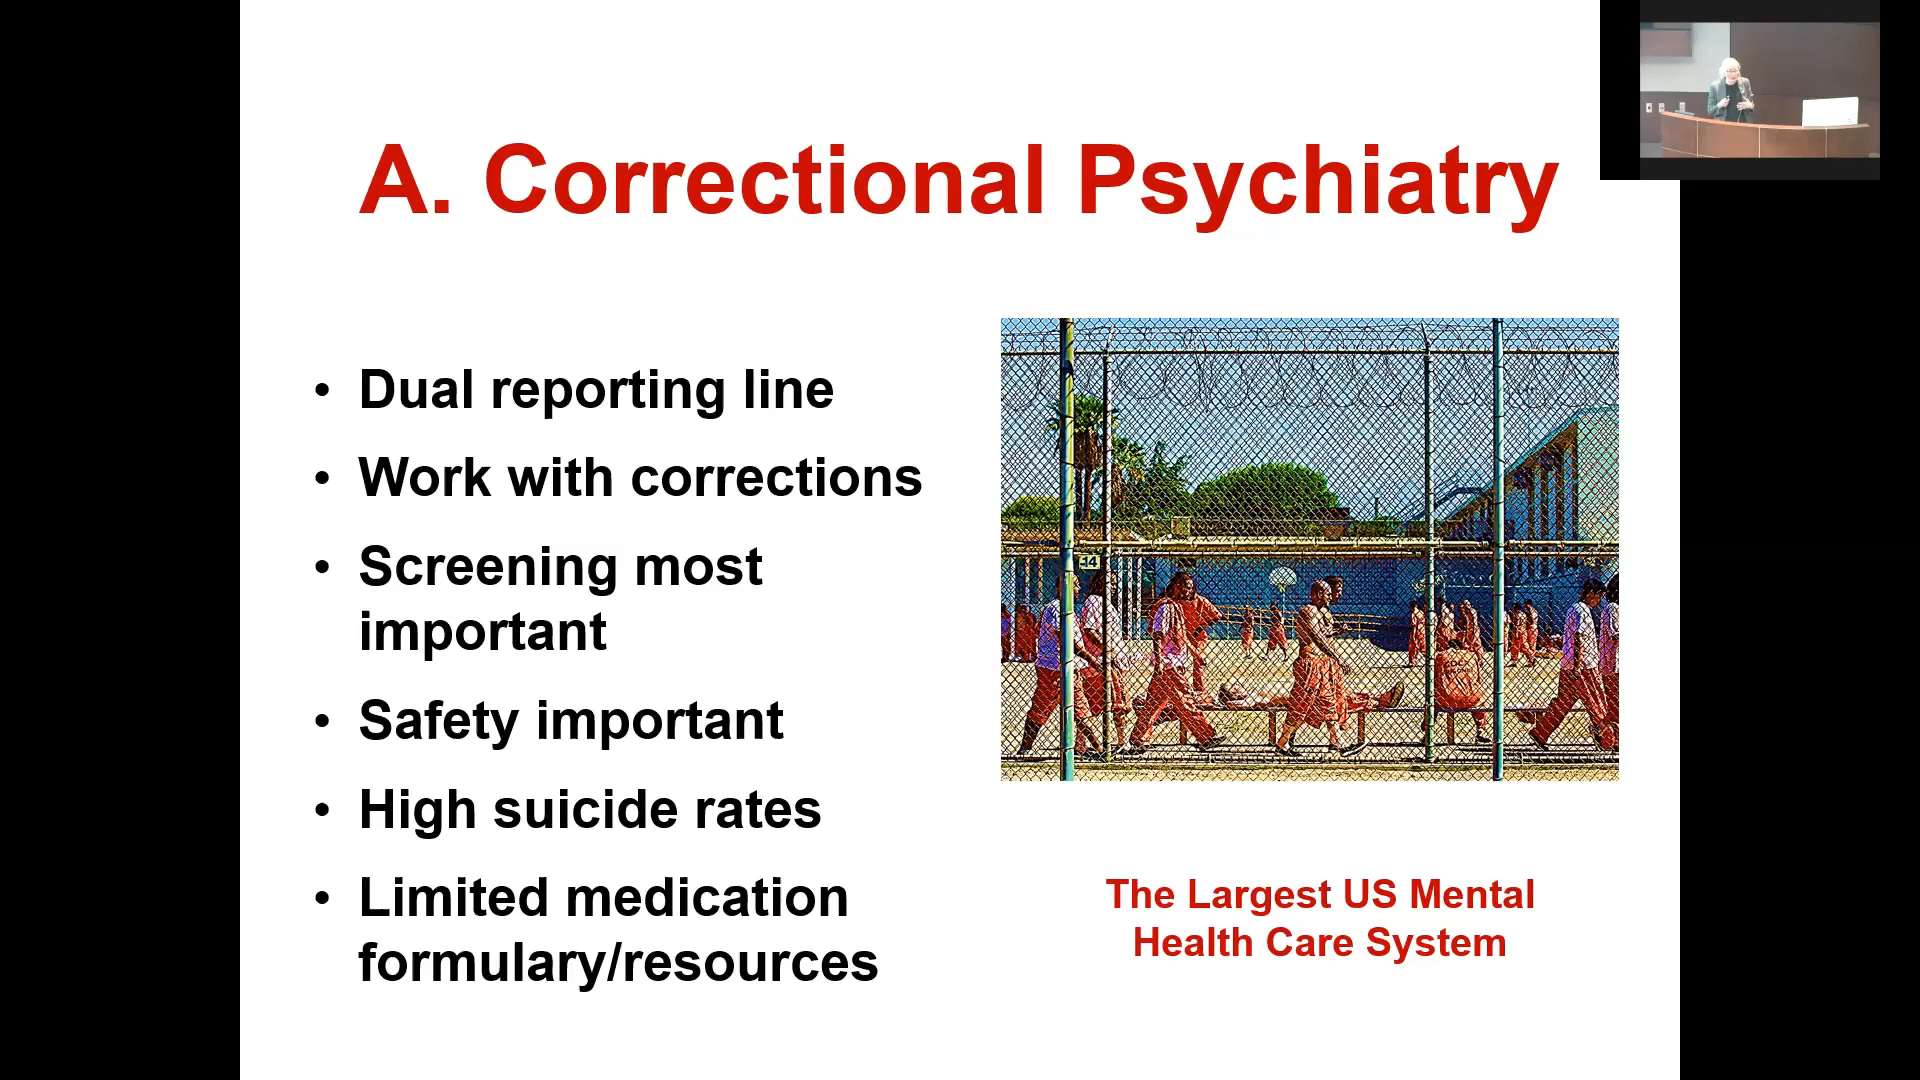 A. Correctional Psychiatry
• Dual reporting line
• Work with corrections
• Screening most
important
• Safety important
• High suicide rates
• Limited medication
formulary/resources
14
The Largest US Mental
Health Care System